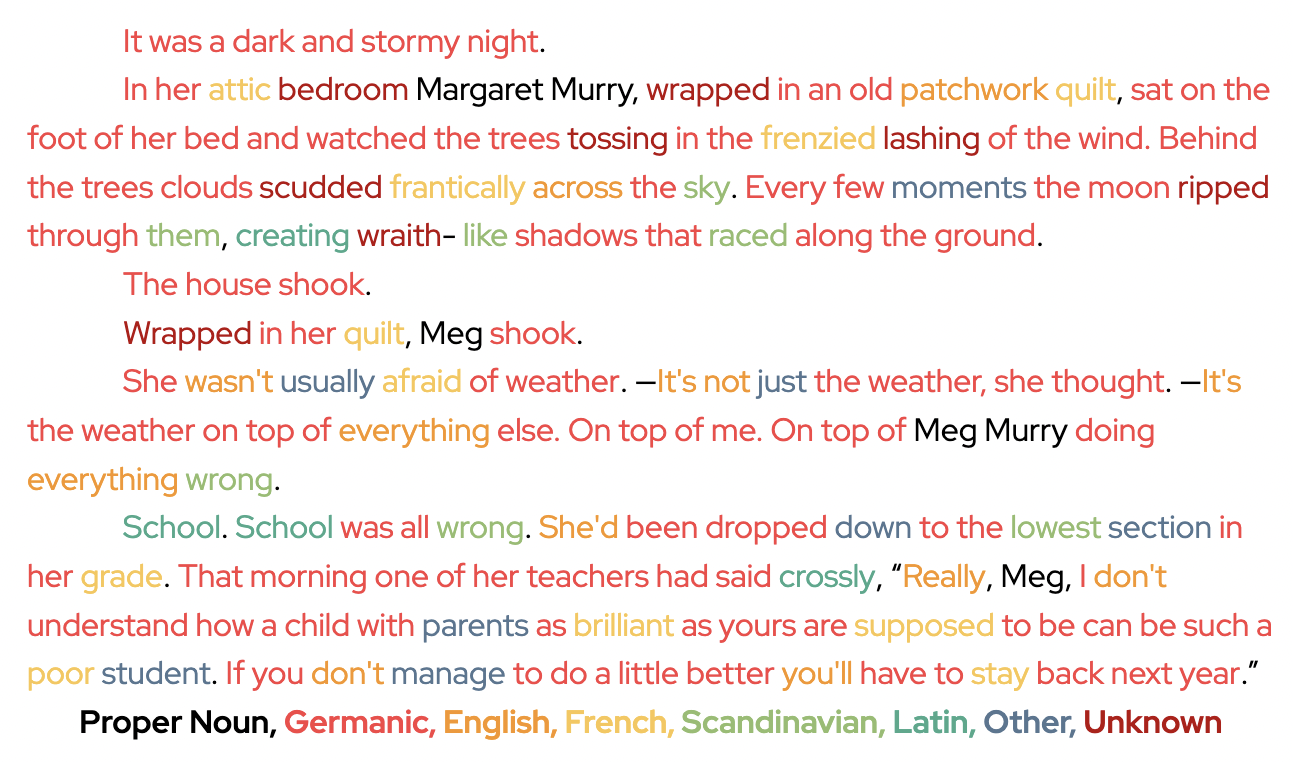 It was a dark and stormy night.
In her attic bedroom Margaret Murry, wrapped in an old patchwork quilt, sat on the
foot of her bed and watched the trees tossing in the frenzied lashing of the wind. Behind
the trees clouds scudded frantically across the sky. Every few moments the moon ripped
through them, creating wraith- like shadows that raced along the ground.
The house shook.
Wrapped in her quilt, Meg shook.
She wasn't usually afraid of weather. —It's not just the weather, she thought. —It's
the weather on top of everything else. On top of me. On top of Meg Murry doing
everything wrong.
School. School was all wrong. She'd been dropped down to the lowest section in
her grade. That morning one of her teachers had said crossly, “Really, Meg, I don't
understand how a child with parents as brilliant as yours are supposed to be can be such a
poor student. If you don't manage to do a little better you'll have to stay back next year.”
Proper Noun, Germanic, English, French, Scandinavian, Latin, Other, Unknown